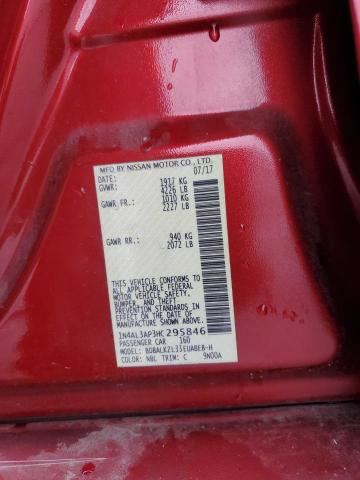 MFD BY NISSAN MOTOR CO., LTD.
DATE: 07/17
GVWR: 1917 KG
4226 LB
GAWR FR.: 1010 KG
2227 LB
GAWR RR.: 940 KG
2072 LB
THIS VEHICLE CONFORMS TO
ALL APPLICABLE FEDERAL
MOTOR VEHICLE SAFETY,
BUMPER, AND THEFT
PREVENTION STANDARDS
IN EFFECT ON THE DATE OF
MANUFACTURE SHOWN ABOVE.
1N4AL3AP3HC295846
PASSENGER CAR 160
MODEL: BDBALKZL33EUABEB-H
COLOR: NBL TRIM: C 9N00A